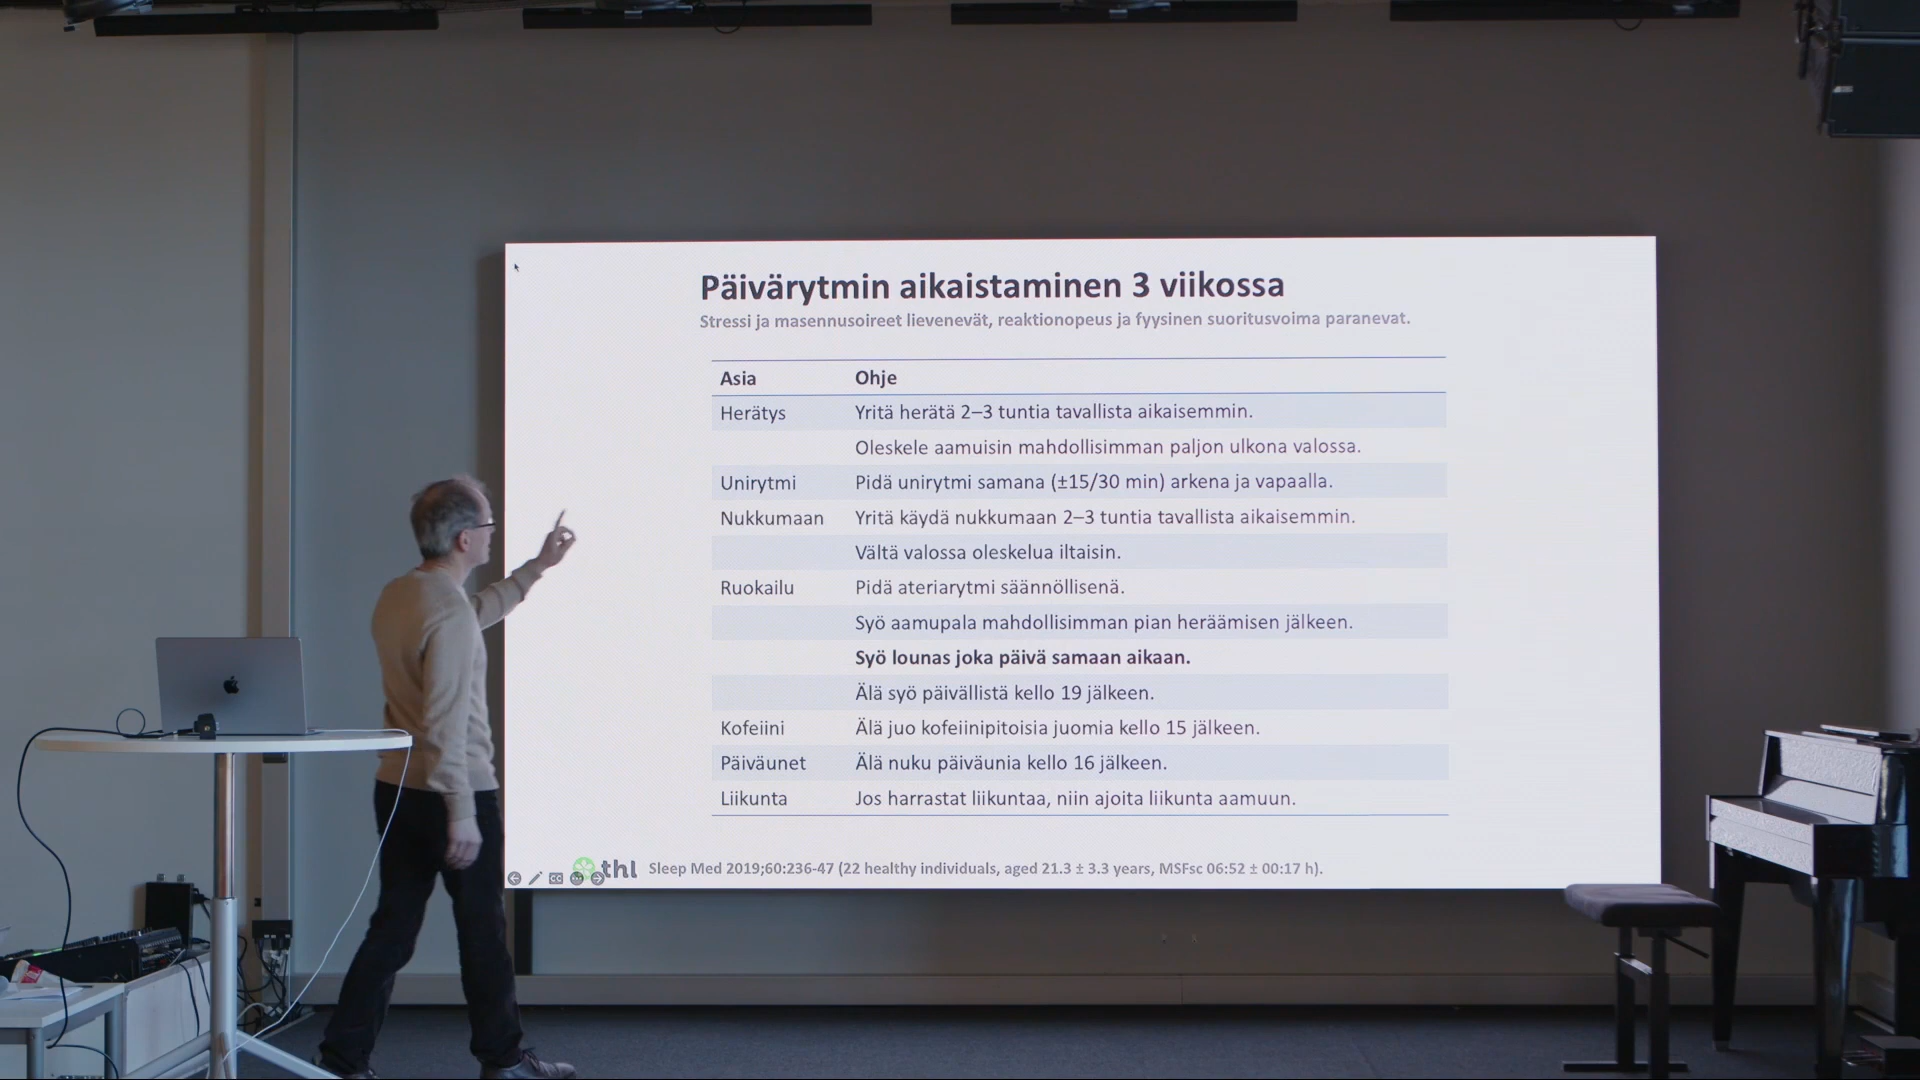 Päivärytmin aikaistaminen 3 viikossa
Stressi ja masennusoireet lievenevät, reaktionopeus ja fyysinen suoritusvoima paranevat.
Asia Ohje
Herätys Yritä herätä 2–3 tuntia tavallista aikaisemmin.
Oleskele aamuisin mahdollisimman paljon ulkona valossa.
Unirytmi Pidä unirytmi samana (±15/30 min) arkena ja vapaalla.
Nukkumaan Yritä käydä nukkumaan 2–3 tuntia tavallista aikaisemmin.
Vältä valossa oleskelua iltaisin.
Ruokailu Pidä ateriarytmi säännöllisenä.
Syö aamupala mahdollisimman pian heräämisen jälkeen.
Syö lounas joka päivä samaan aikaan.
Älä syö päivällistä kello 19 jälkeen.
Kofeiini Älä juo kofeiinipitoisia juomia kello 15 jälkeen.
Päiväunet Älä nuku päiväunia kello 16 jälkeen.
Liikunta Jos harrastat liikuntaa, niin ajoita liikunta aamuun.
thl Sleep Med 2019;60:236-47 (22 healthy individuals, aged 21.3 ± 3.3 years, MSFsc 06:52 ± 00:17 h).